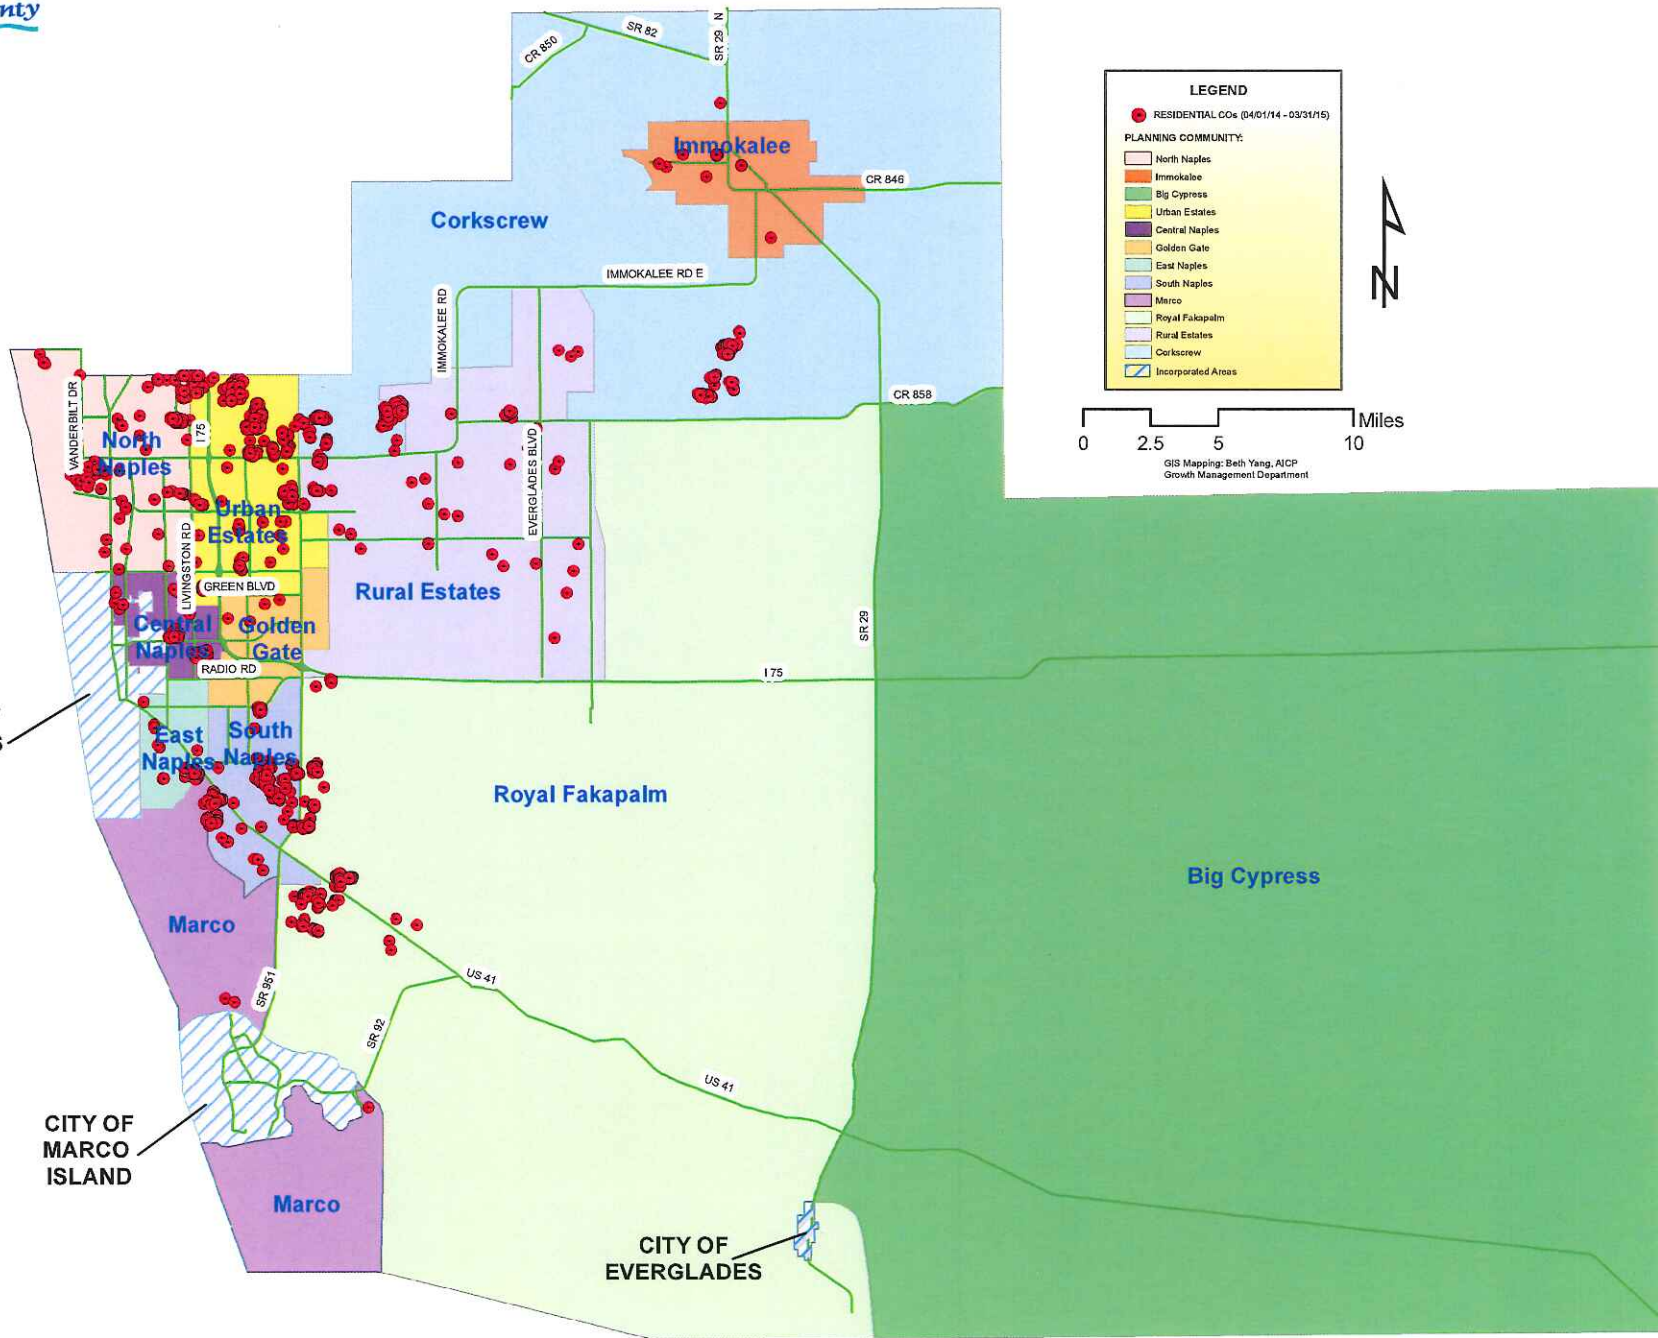 nty
SR 82
SR 29 N
CR 850
LEGEND
RESIDENTIAL COs (04/01/14 - 03/31/15)
PLANNING COMMUNITY:
North Naples
Immokalee
Big Cypress
Urban Estates
Central Naples
Golden Gate
East Naples
South Naples
Marco
Royal Fakapalm
Rural Estates
Corkscrew
Incorporated Areas
N
Miles
0 2.5 5 10
GIS Mapping: Beth Yang, AICP
Growth Management Department
Immokalee
CR 846
Corkscrew
IMMOKALEE RD E
IMMOKALEE RD
CR 858
VANDERBILT DR
I 75
North
Naples
EVERGLADES BLVD
Urban
Estates
LIVINGSTON RD
GREEN BLVD
Rural Estates
Central
Naples
Golden
Gate
SR 29
RADIO RD
I 75
S
East
Naples
South
Naples
Royal Fakapalm
Big Cypress
Marco
SR 951
US 41
SR 92
US 41
CITY OF
MARCO
ISLAND
Marco
CITY OF
EVERGLADES